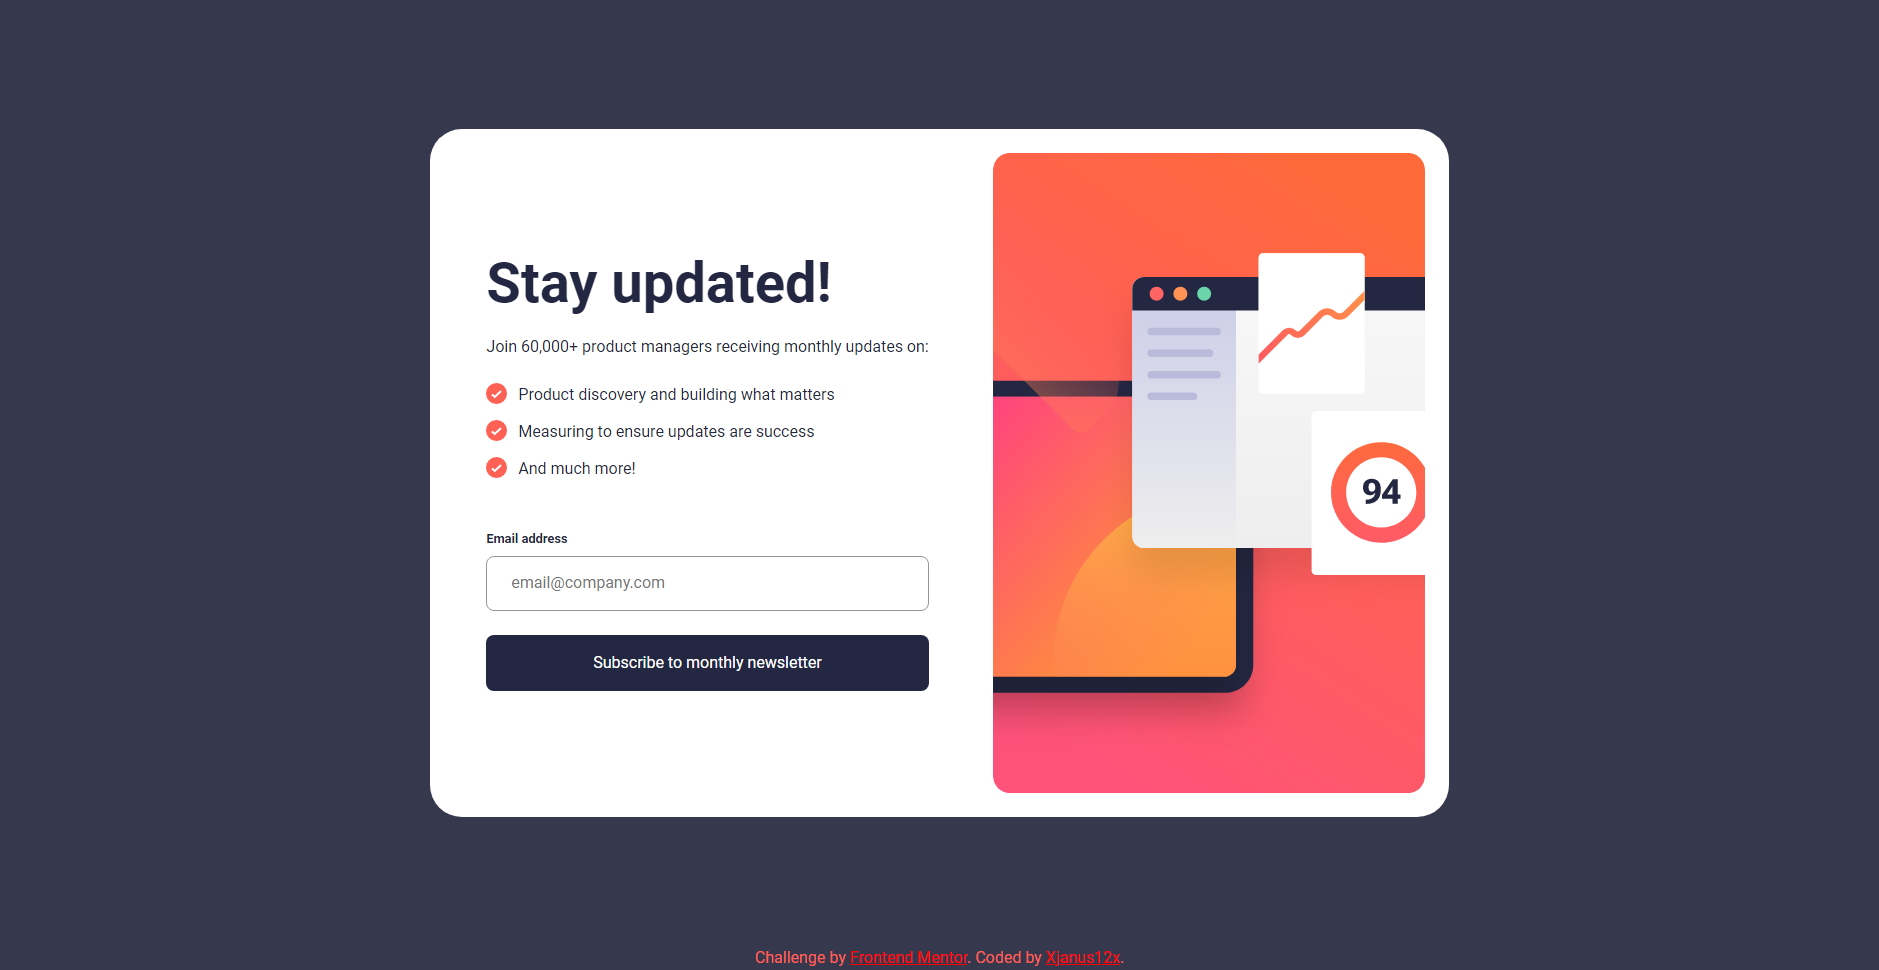 Stay updated!
Join 60,000+ product managers receiving monthly updates on:
Product discovery and building what matters
Measuring to ensure updates are success
And much more!
Email address
email@company.com
Subscribe to monthly newsletter
94
Challenge by Frontend Mentor. Coded by Xjanus12x.